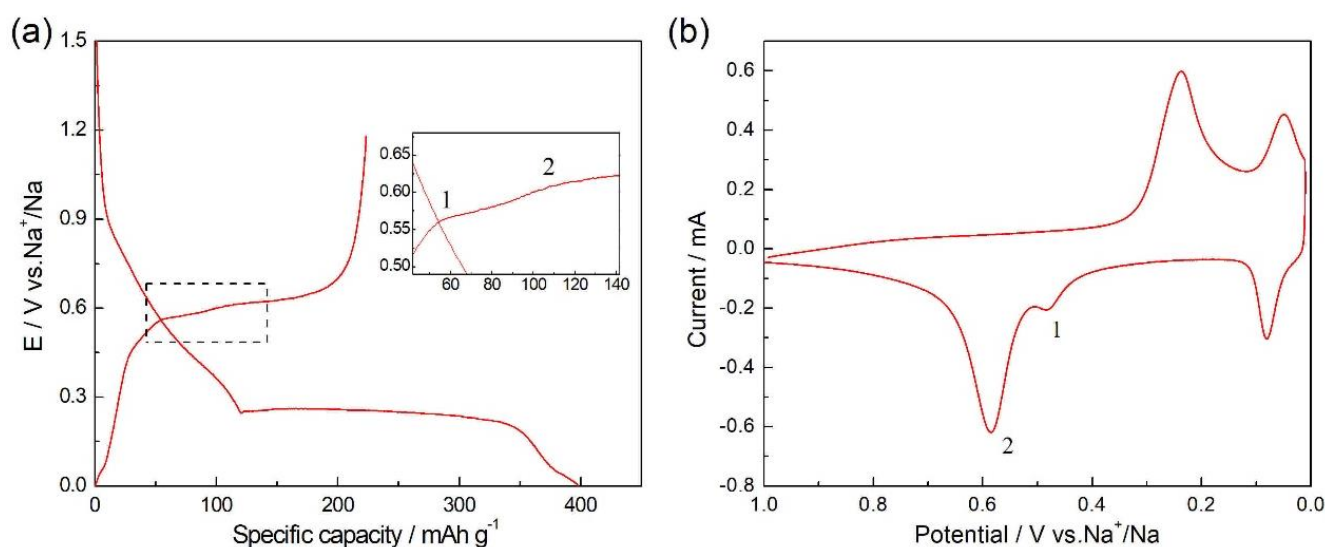 (a)
1.5
1.2
0.9
0.6
0.3
0.0
E / V vs.Na⁺/Na
0 100 200 300 400
Specific capacity / mAh g⁻¹
0.65
0.60
0.55
0.50
60 80 100 120 140
1
2
(b)
0.6
0.4
0.2
0.0
-0.2
-0.4
-0.6
-0.8
Current / mA
1.0 0.8 0.6 0.4 0.2 0.0
Potential / V vs.Na⁺/Na
1
2